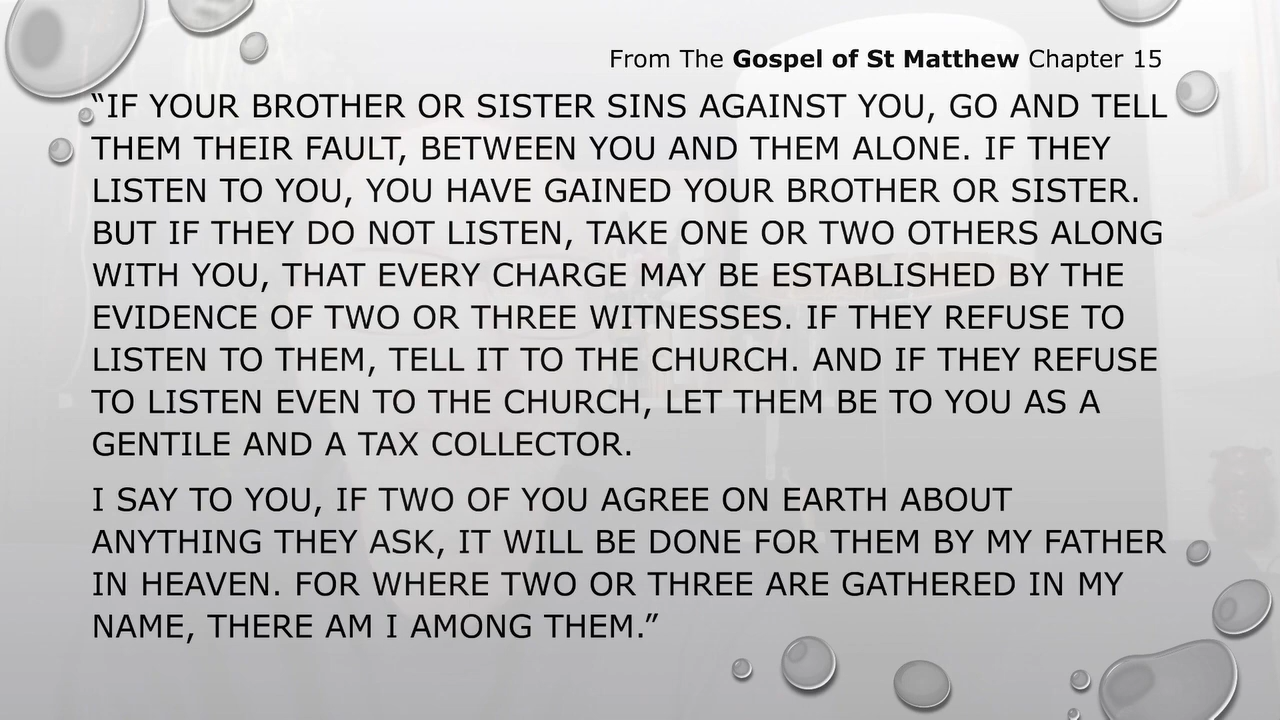 From The Gospel of St Matthew Chapter 15
“IF YOUR BROTHER OR SISTER SINS AGAINST YOU, GO AND TELL
THEM THEIR FAULT, BETWEEN YOU AND THEM ALONE. IF THEY
LISTEN TO YOU, YOU HAVE GAINED YOUR BROTHER OR SISTER.
BUT IF THEY DO NOT LISTEN, TAKE ONE OR TWO OTHERS ALONG
WITH YOU, THAT EVERY CHARGE MAY BE ESTABLISHED BY THE
EVIDENCE OF TWO OR THREE WITNESSES. IF THEY REFUSE TO
LISTEN TO THEM, TELL IT TO THE CHURCH. AND IF THEY REFUSE
TO LISTEN EVEN TO THE CHURCH, LET THEM BE TO YOU AS A
GENTILE AND A TAX COLLECTOR.
I SAY TO YOU, IF TWO OF YOU AGREE ON EARTH ABOUT
ANYTHING THEY ASK, IT WILL BE DONE FOR THEM BY MY FATHER
IN HEAVEN. FOR WHERE TWO OR THREE ARE GATHERED IN MY
NAME, THERE AM I AMONG THEM.”